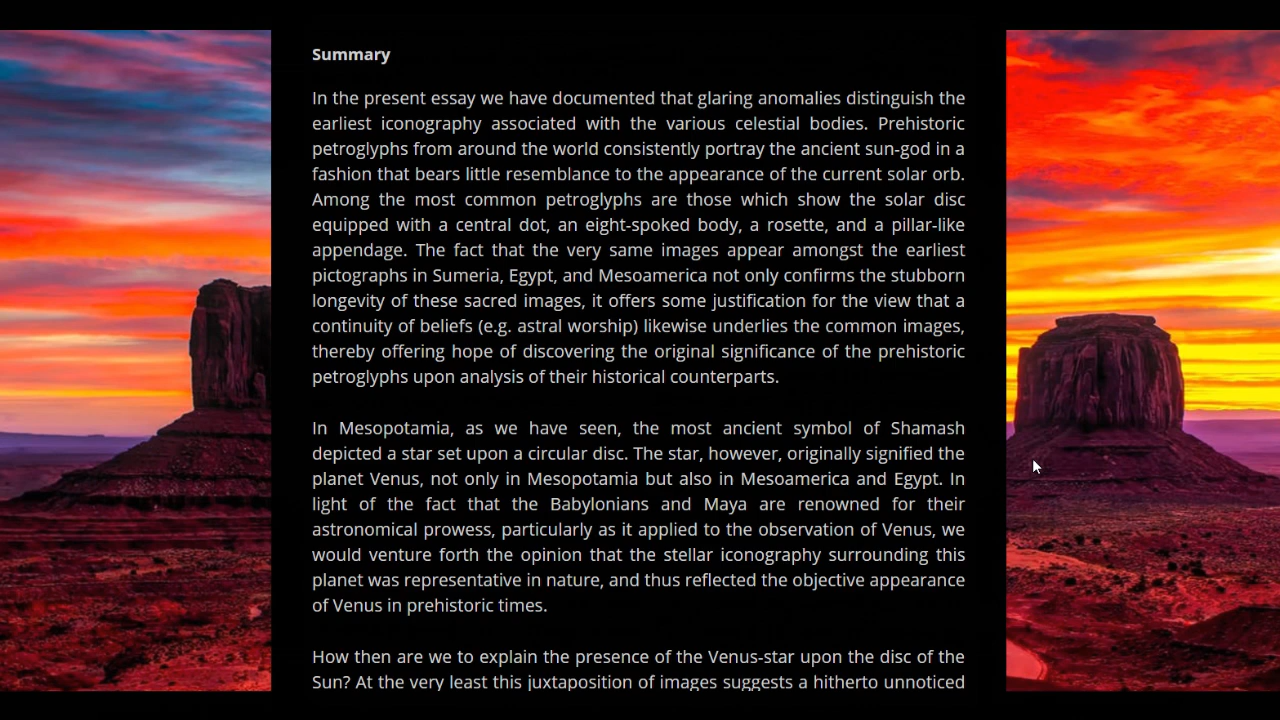 Summary
In the present essay we have documented that glaring anomalies distinguish the
earliest iconography associated with the various celestial bodies. Prehistoric
petroglyphs from around the world consistently portray the ancient sun-god in a
fashion that bears little resemblance to the appearance of the current solar orb.
Among the most common petroglyphs are those which show the solar disc
equipped with a central dot, an eight-spoked body, a rosette, and a pillar-like
appendage. The fact that the very same images appear amongst the earliest
pictographs in Sumeria, Egypt, and Mesoamerica not only confirms the stubborn
longevity of these sacred images, it offers some justification for the view that a
continuity of beliefs (e.g. astral worship) likewise underlies the common images,
thereby offering hope of discovering the original significance of the prehistoric
petroglyphs upon analysis of their historical counterparts.
In Mesopotamia, as we have seen, the most ancient symbol of Shamash
depicted a star set upon a circular disc. The star, however, originally signified the
planet Venus, not only in Mesopotamia but also in Mesoamerica and Egypt. In
light of the fact that the Babylonians and Maya are renowned for their
astronomical prowess, particularly as it applied to the observation of Venus, we
would venture forth the opinion that the stellar iconography surrounding this
planet was representative in nature, and thus reflected the objective appearance
of Venus in prehistoric times.
How then are we to explain the presence of the Venus-star upon the disc of the
Sun? At the very least this juxtaposition of images suggests a hitherto unnoticed